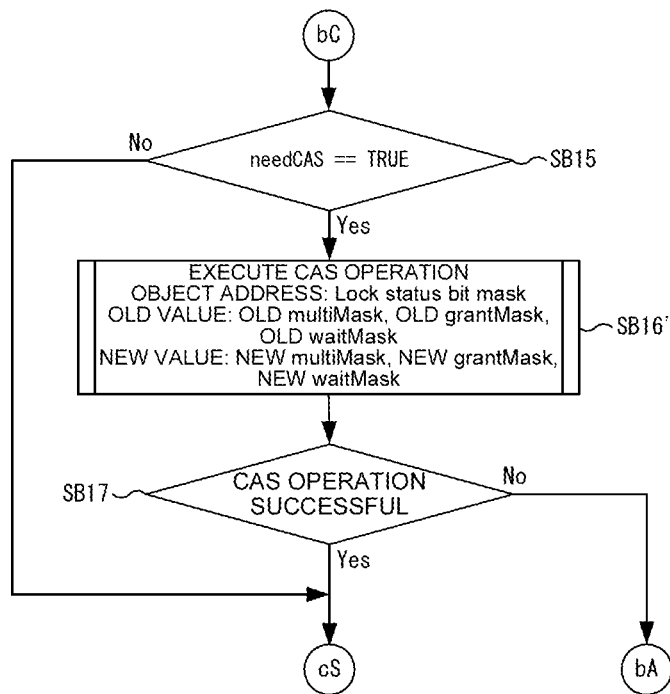 bC
No
needCAS == TRUE
SB15
Yes
EXECUTE CAS OPERATION
OBJECT ADDRESS: Lock status bit mask
OLD VALUE: OLD multiMask, OLD grantMask,
OLD waitMask
NEW VALUE: NEW multiMask, NEW grantMask,
NEW waitMask
SB16'
CAS OPERATION
SUCCESSFUL
SB17
No
Yes
cS
bA